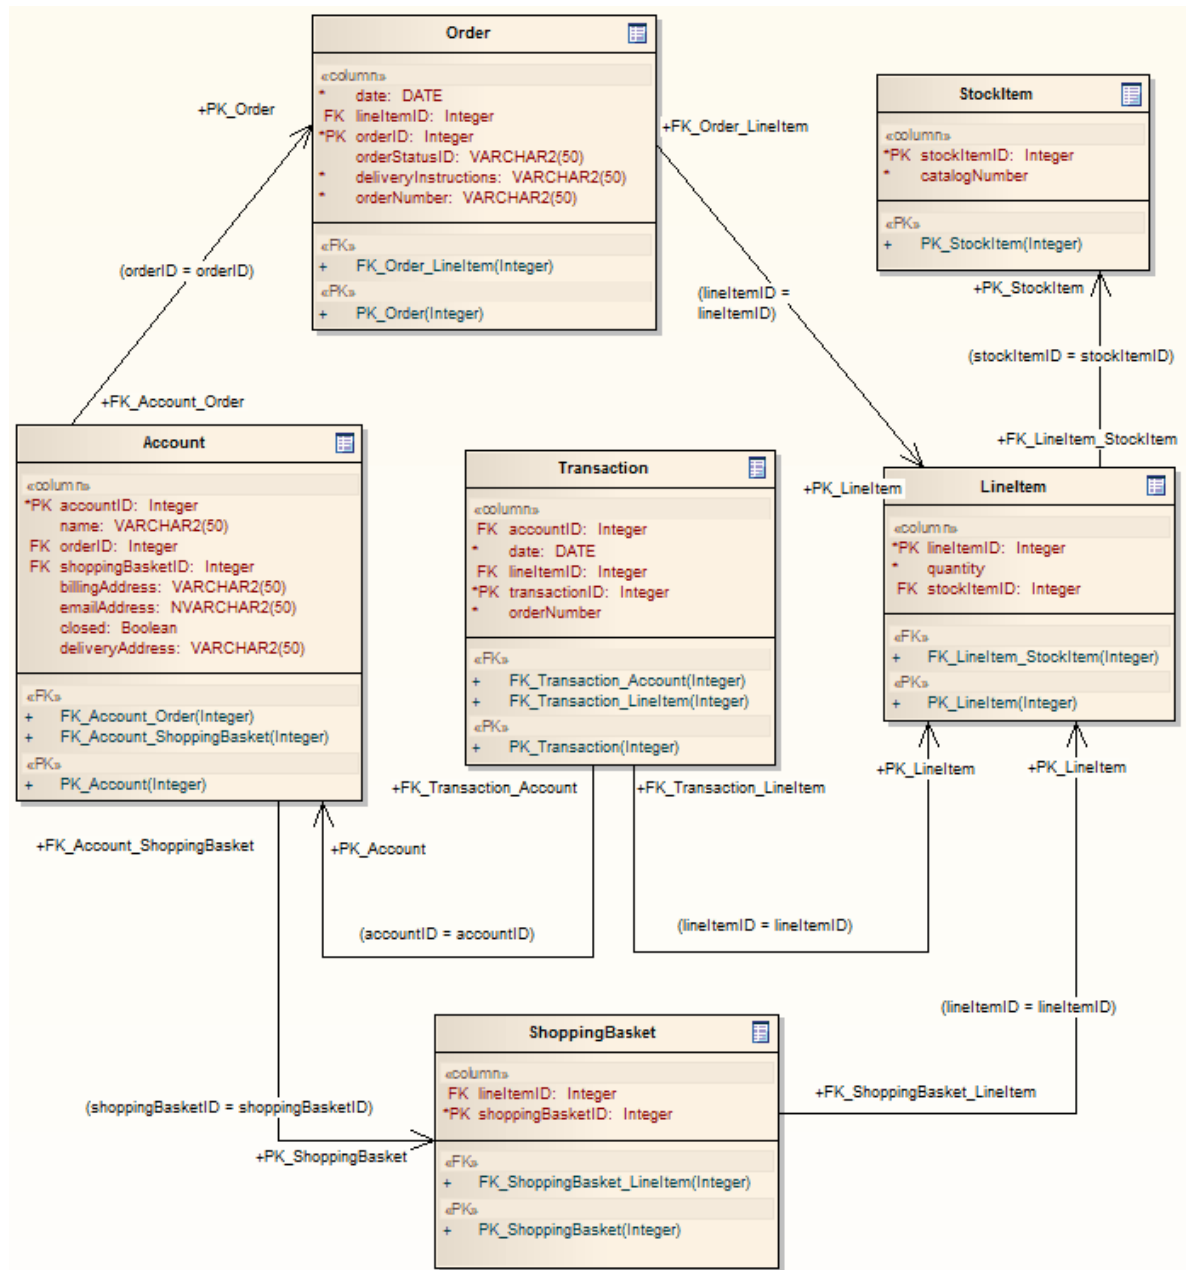 Order
«column»
* date: DATE
FK lineItemID: Integer
*PK orderID: Integer
orderStatusID: VARCHAR2(50)
* deliveryInstructions: VARCHAR2(50)
* orderNumber: VARCHAR2(50)
«FK»
+ FK_Order_LineItem(Integer)
«PK»
+ PK_Order(Integer)
+PK_Order
+FK_Order_LineItem
StockItem
«column»
*PK stockItemID: Integer
* catalogNumber
«PK»
+ PK_StockItem(Integer)
+PK_StockItem
(orderID = orderID)
(lineItemID =
lineItemID)
(stockItemID = stockItemID)
+FK_Account_Order
+FK_LineItem_StockItem
Account
«column»
*PK accountID: Integer
name: VARCHAR2(50)
FK orderID: Integer
FK shoppingBasketID: Integer
billingAddress: VARCHAR2(50)
emailAddress: NVARCHAR2(50)
closed: Boolean
deliveryAddress: VARCHAR2(50)
«FK»
+ FK_Account_Order(Integer)
+ FK_Account_ShoppingBasket(Integer)
«PK»
+ PK_Account(Integer)
Transaction
«column»
FK accountID: Integer
* date: DATE
FK lineItemID: Integer
*PK transactionID: Integer
* orderNumber
«FK»
+ FK_Transaction_Account(Integer)
+ FK_Transaction_LineItem(Integer)
«PK»
+ PK_Transaction(Integer)
+PK_LineItem
LineItem
«column»
*PK lineItemID: Integer
* quantity
FK stockItemID: Integer
«FK»
+ FK_LineItem_StockItem(Integer)
«PK»
+ PK_LineItem(Integer)
+PK_LineItem
+PK_LineItem
+FK_Transaction_Account
+FK_Transaction_LineItem
+FK_Account_ShoppingBasket
+PK_Account
(accountID = accountID)
(lineItemID = lineItemID)
(lineItemID = lineItemID)
ShoppingBasket
«column»
FK lineItemID: Integer
*PK shoppingBasketID: Integer
«FK»
+ FK_ShoppingBasket_LineItem(Integer)
«PK»
+ PK_ShoppingBasket(Integer)
+FK_ShoppingBasket_LineItem
(shoppingBasketID = shoppingBasketID)
+PK_ShoppingBasket